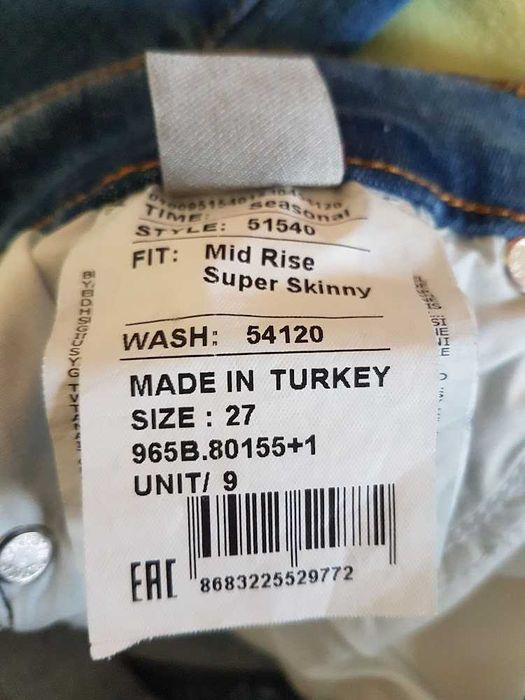 TIME: seasonal
STYLE: 51540
FIT: Mid Rise
Super Skinny
WASH: 54120
MADE IN TURKEY
SIZE : 27
965B.80155+1
UNIT/ 9
EAC
8683225529772